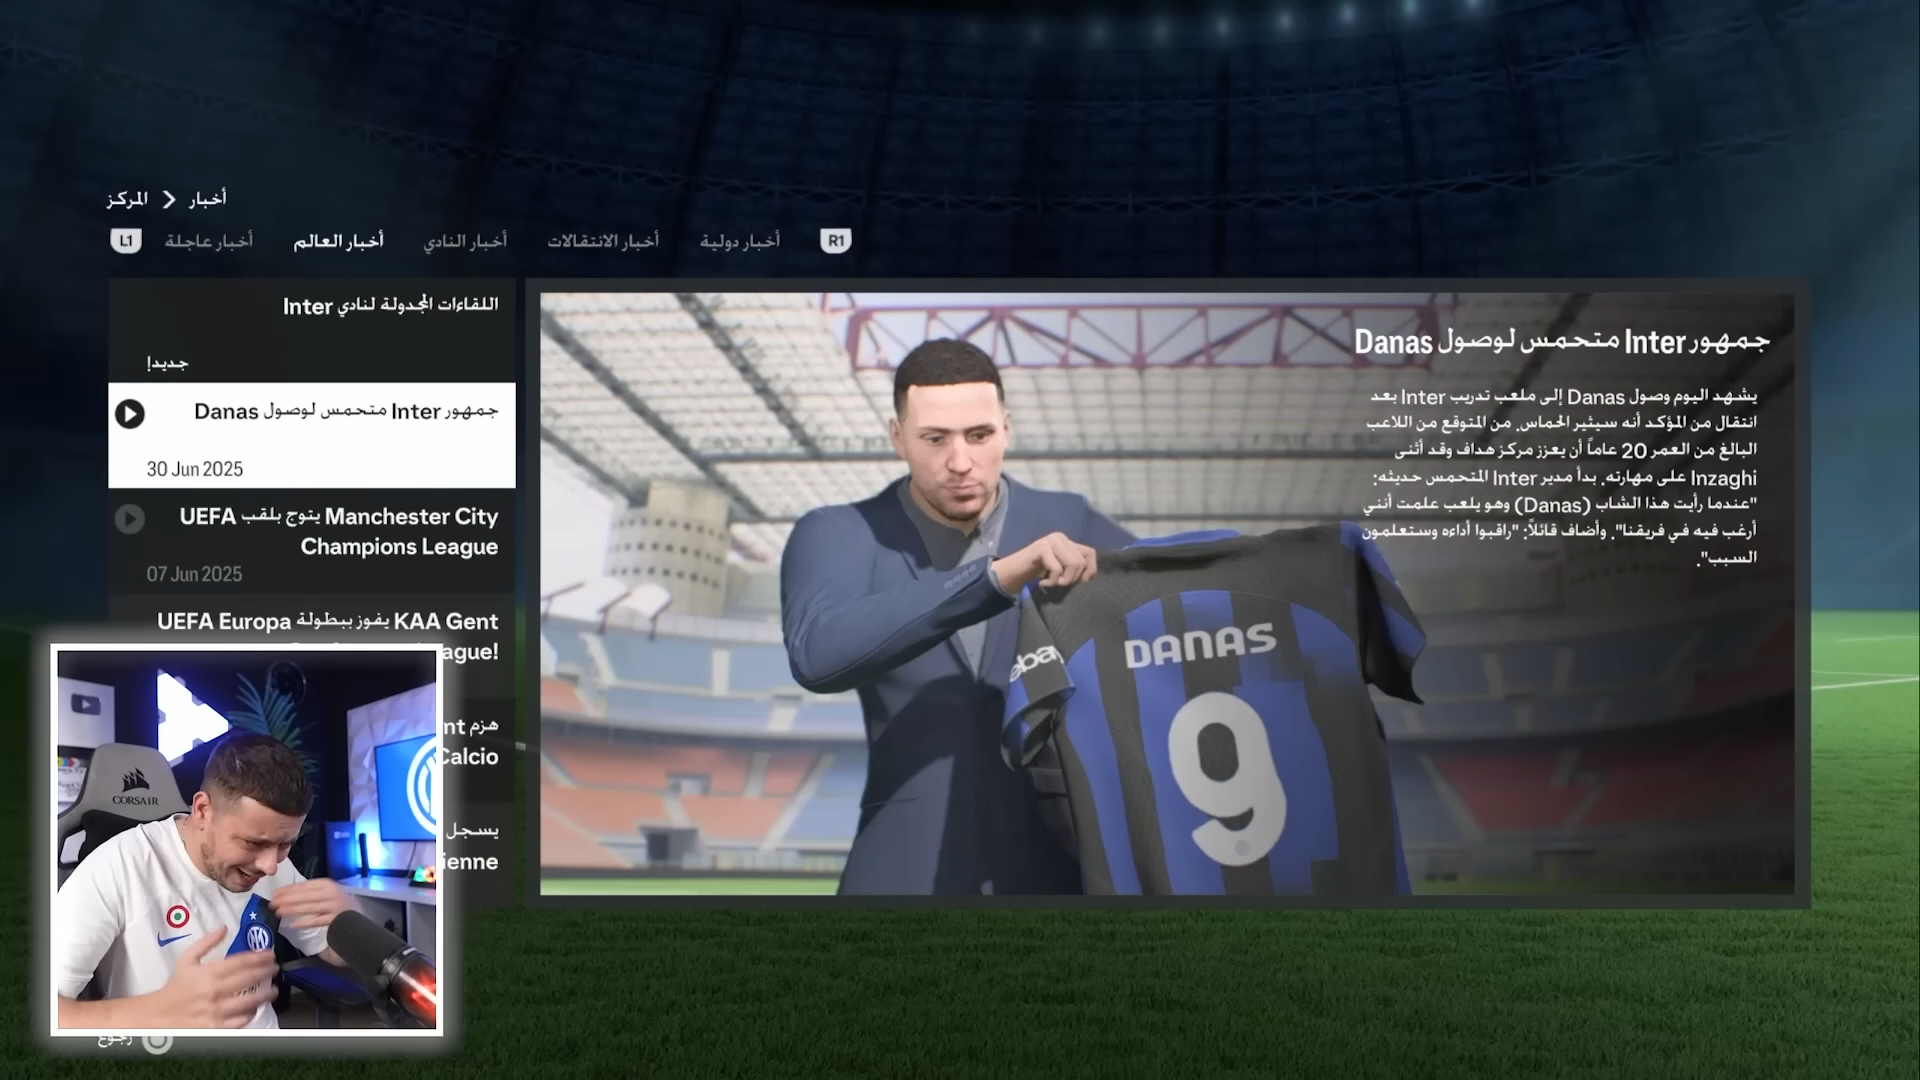 المركز > أخبار
L1 أخبار عاجلة أخبار العالم أخبار النادي أخبار الانتقالات أخبار دولية R1
اللقاءات المجدولة لنادي Inter
جديد!
جمهور Inter متحمس لوصول Danas
30 Jun 2025
Manchester City يتوج بلقب UEFA
Champions League
07 Jun 2025
KAA Gent يفوز ببطولة UEFA Europa
ague!
هزم
Calcio
يسجل
ienne
جمهور Inter متحمس لوصول Danas
يشهد اليوم وصول Danas إلى ملعب تدريب Inter بعد
انتقال من المؤكد أنه سيثير الحماس. من المتوقع من اللاعب
البالغ من العمر 20 عاماً أن يعزز مركز هداف وقد أثنى
Inzaghi على مهارته. بدأ مدير Inter المتحمس حديثه:
"عندما رأيت هذا الشاب (Danas) وهو يلعب علمت أنني
أرغب فيه في فريقنا". وأضاف قائلاً: "راقبوا أداءه وستعلمون
السبب".
ebay
DANAS
9
CORSAIR
رجوع